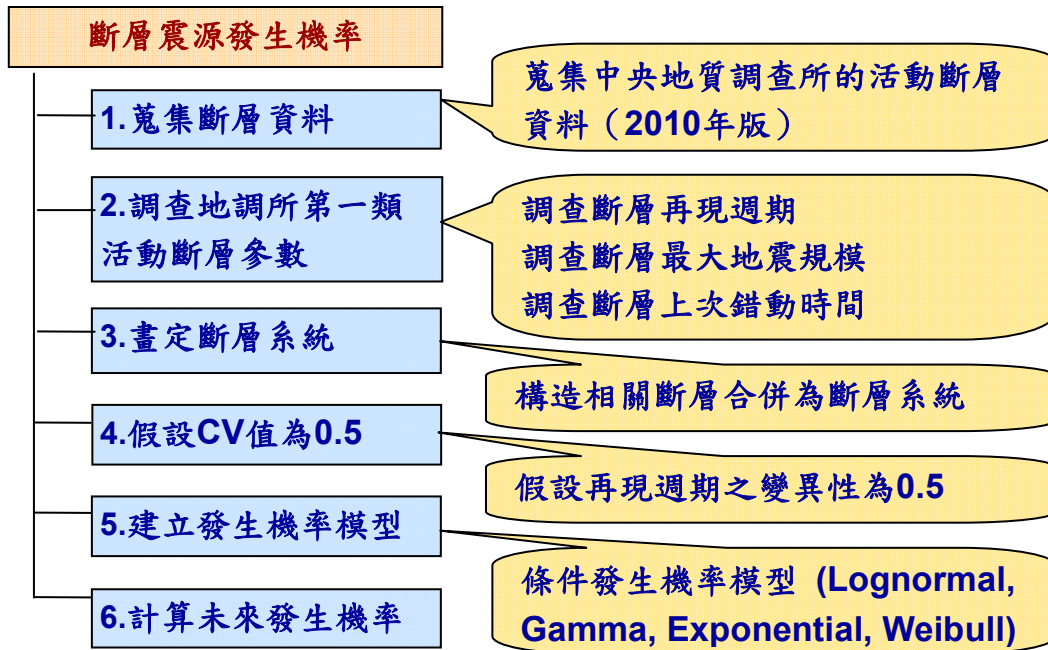 斷層震源發生機率
1.蒐集斷層資料
蒐集中央地質調查所的活動斷層
資料（2010年版）
2.調查地調所第一類
活動斷層參數
調查斷層再現週期
調查斷層最大地震規模
調查斷層上次錯動時間
3.畫定斷層系統
構造相關斷層合併為斷層系統
4.假設CV值為0.5
假設再現週期之變異性為0.5
5.建立發生機率模型
條件發生機率模型 (Lognormal,
Gamma, Exponential, Weibull)
6.計算未來發生機率